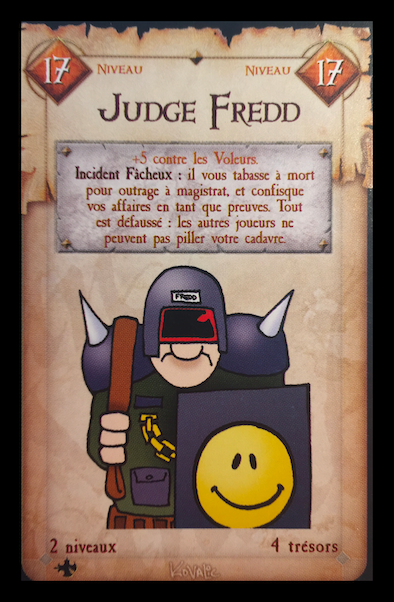 17 Niveau Niveau 17
Judge Fredd
+5 contre les Voleurs.
Incident Fâcheux : il vous tabasse à mort
pour outrage à magistrat, et confisque
vos affaires en tant que preuves. Tout
est défaussé : les autres joueurs ne
peuvent pas piller votre cadavre.
FREDD
2 niveaux 4 trésors
Kovalic